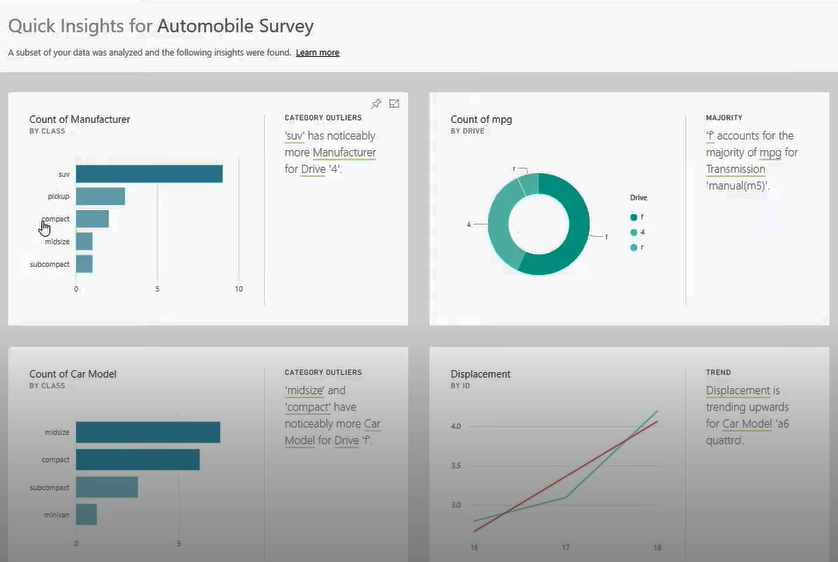 Quick Insights for Automobile Survey
A subset of your data was analyzed and the following insights were found. Learn more
Count of Manufacturer
BY CLASS
suv
pickup
compact
midsize
subcompact
0 5 10
CATEGORY OUTLIERS
'suv' has noticeably
more Manufacturer
for Drive '4'.
Count of mpg
BY DRIVE
r
4
f
Drive
f
4
r
MAJORITY
'f' accounts for the
majority of mpg for
Transmission
'manual(m5)'.
Count of Car Model
BY CLASS
midsize
compact
subcompact
minivan
0 5
CATEGORY OUTLIERS
'midsize' and
'compact' have
noticeably more Car
Model for Drive 'f'.
Displacement
BY ID
4.0
3.5
3.0
16 17 18
TREND
Displacement is
trending upwards
for Car Model 'a6
quattro'.